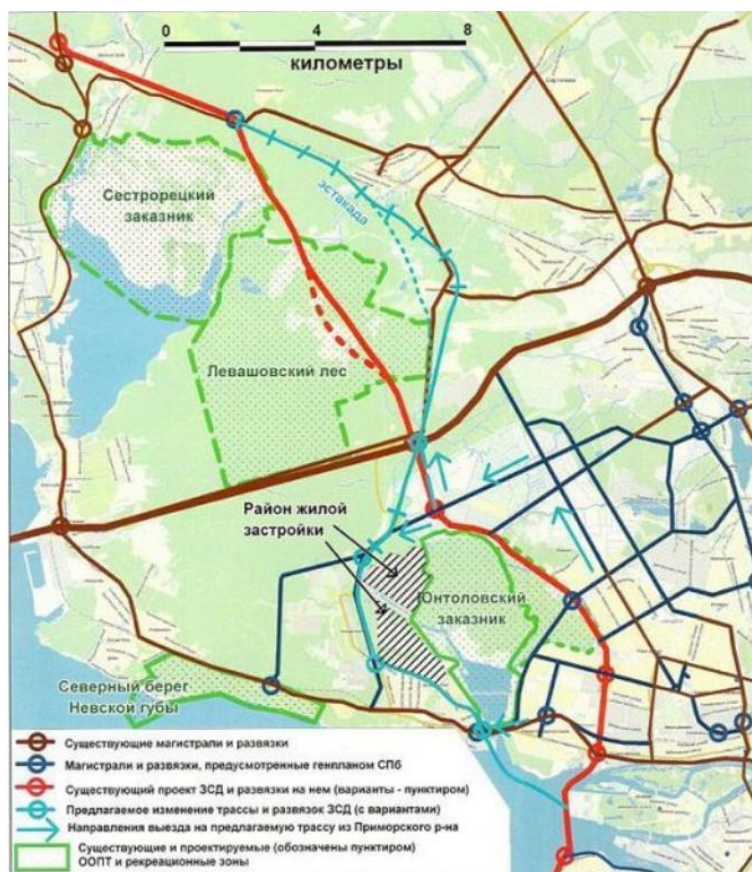 0 4 8
километры
Сестрорецкий
заказник
эстакада
Левашовский лес
Район жилой
застройки
Юнтоловский
заказник
Северный берег
Невской губы
Существующие магистрали и развязки
Магистрали и развязки, предусмотренные генпланом СПб
Существующий проект ЗСД и развязки на нем (варианты - пунктиром)
Предлагаемое изменение трассы и развязок ЗСД (с вариантами)
Направления выезда на предлагаемую трассу из Приморского р-на
Существующие и проектируемые (обозначены пунктиром)
ООПТ и рекреационные зоны